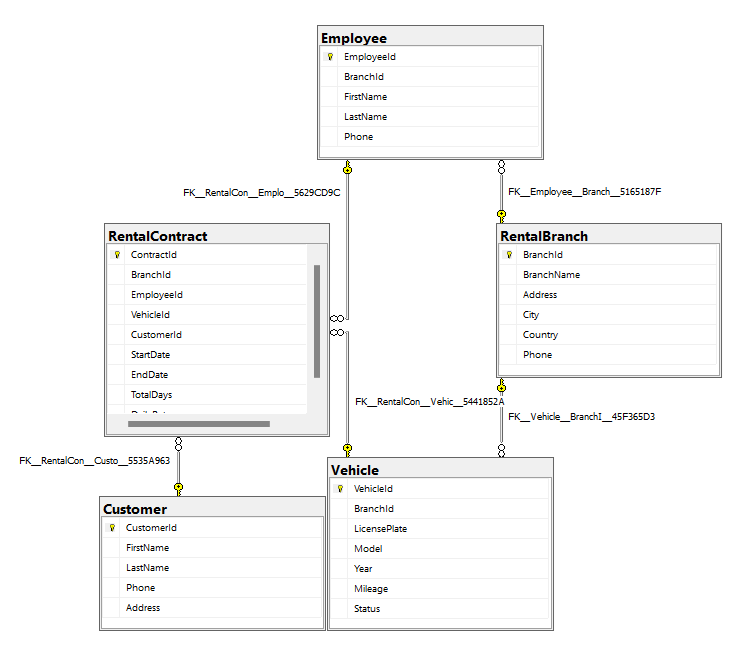 Employee
EmployeeId
BranchId
FirstName
LastName
Phone
FK__RentalCon__Emplo__5629CD9C
FK__Employee__Branch__5165187F
RentalContract
ContractId
BranchId
EmployeeId
VehicleId
CustomerId
StartDate
EndDate
TotalDays
RentalBranch
BranchId
BranchName
Address
City
Country
Phone
FK__RentalCon__Vehic__5441852A
FK__Vehicle__BranchI__45F365D3
FK__RentalCon__Custo__5535A963
Customer
CustomerId
FirstName
LastName
Phone
Address
Vehicle
VehicleId
BranchId
LicensePlate
Model
Year
Mileage
Status